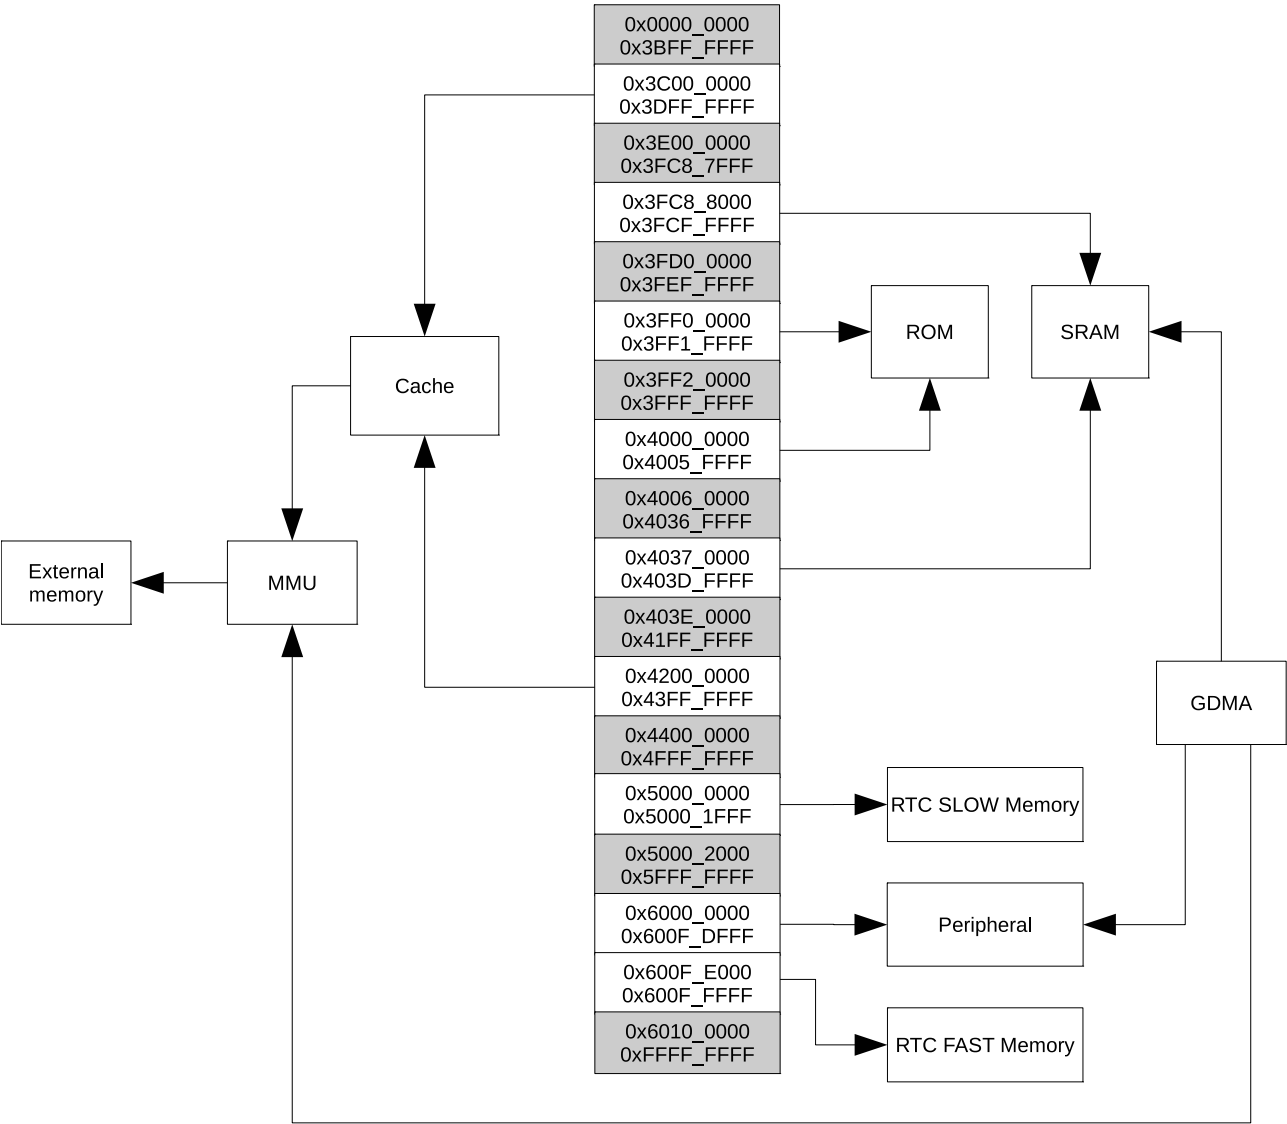 0x0000_0000
0x3BFF_FFFF
0x3C00_0000
0x3DFF_FFFF
0x3E00_0000
0x3FC8_7FFF
0x3FC8_8000
0x3FCF_FFFF
0x3FD0_0000
0x3FEF_FFFF
0x3FF0_0000
0x3FF1_FFFF
0x3FF2_0000
0x3FFF_FFFF
0x4000_0000
0x4005_FFFF
0x4006_0000
0x4036_FFFF
0x4037_0000
0x403D_FFFF
0x403E_0000
0x41FF_FFFF
0x4200_0000
0x43FF_FFFF
0x4400_0000
0x4FFF_FFFF
0x5000_0000
0x5000_1FFF
0x5000_2000
0x5FFF_FFFF
0x6000_0000
0x600F_DFFF
0x600F_E000
0x600F_FFFF
0x6010_0000
0xFFFF_FFFF
Cache
External
memory
MMU
ROM
SRAM
GDMA
RTC SLOW Memory
Peripheral
RTC FAST Memory